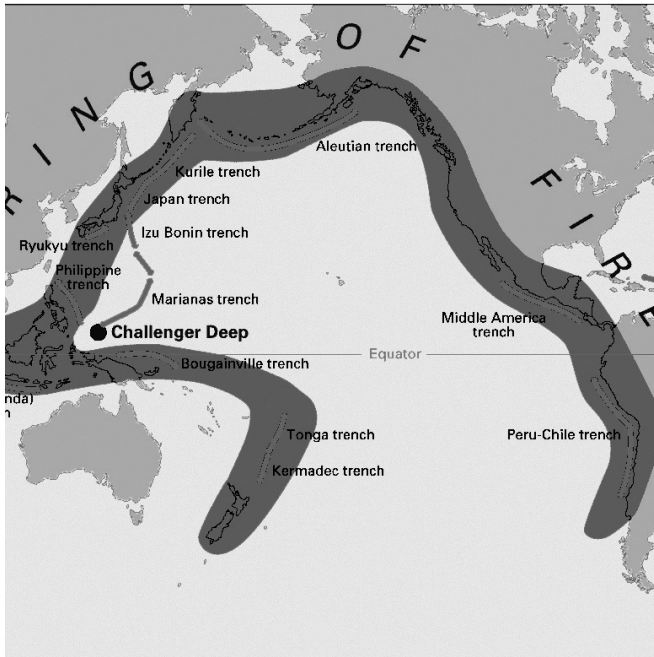 RING OF FIRE
Aleutian trench
Kurile trench
Japan trench
Izu Bonin trench
Ryukyu trench
Philippine
trench
Marianas trench
Challenger Deep
Middle America
trench
Equator
Bougainville trench
nda)
Tonga trench
Peru-Chile trench
Kermadec trench